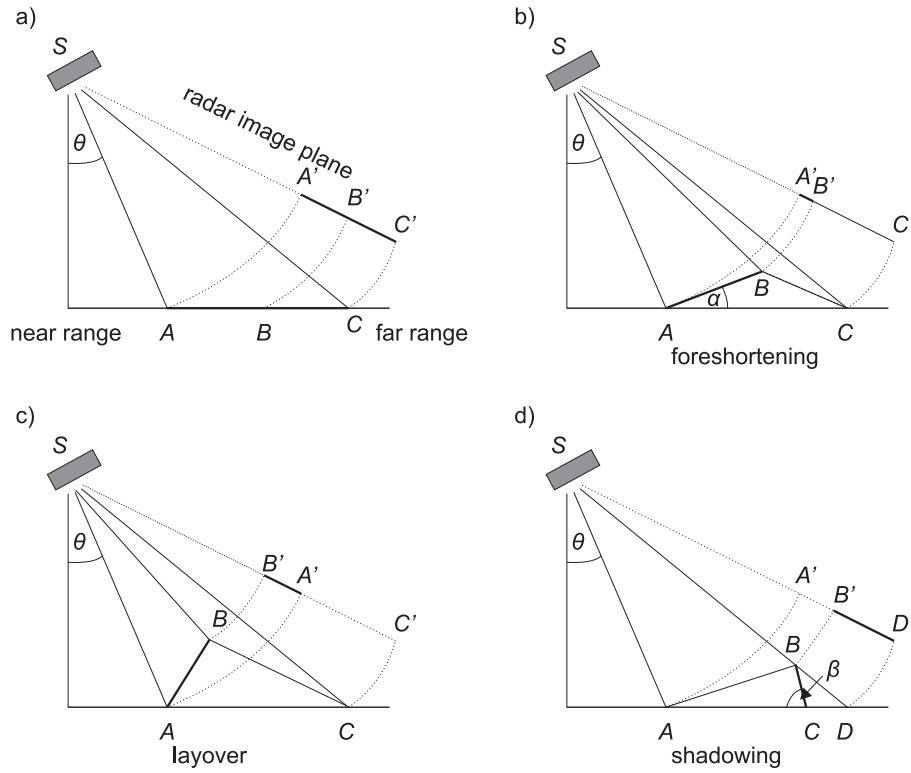 a)
S
θ
radar image plane
A'
B'
C'
near range
A
B
C
far range
b)
S
θ
A'
B'
C
α
B
A
C
foreshortening
c)
S
θ
B'
A'
B
C'
A
C
layover
d)
S
θ
A'
B'
D
B
β
A
C
D
shadowing